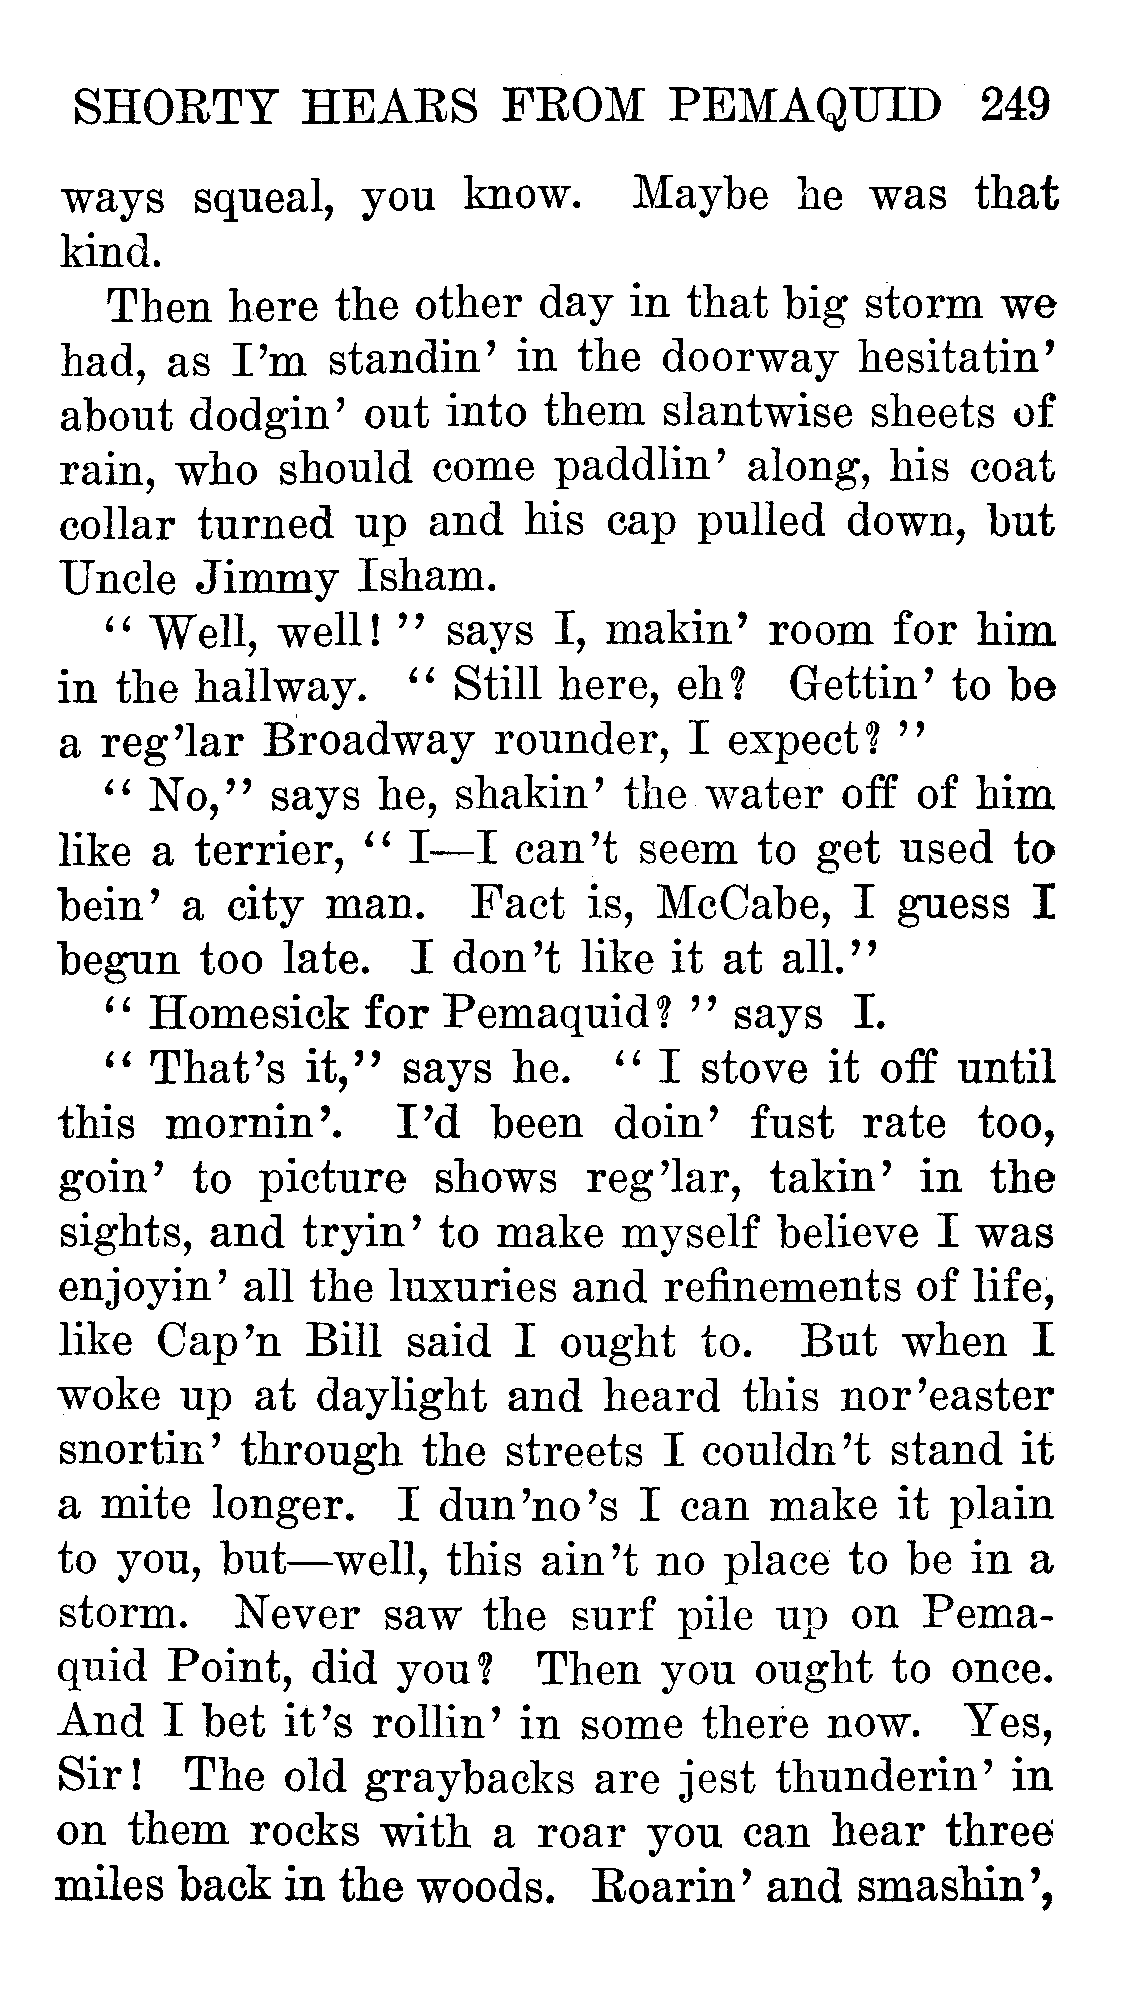 SHORTY HEARS FROM PEMAQUID 249
ways squeal, you know. Maybe he was that
kind.
Then here the other day in that big storm we
had, as I'm standin' in the doorway hesitatin'
about dodgin' out into them slantwise sheets of
rain, who should come paddlin' along, his coat
collar turned up and his cap pulled down, but
Uncle Jimmy Isham.
“ Well, well! ” says I, makin' room for him
in the hallway. “ Still here, eh? Gettin' to be
a reg'lar Broadway rounder, I expect? ”
“ No,” says he, shakin' the water off of him
like a terrier, “ I—I can't seem to get used to
bein' a city man. Fact is, McCabe, I guess I
begun too late. I don't like it at all.”
“ Homesick for Pemaquid? ” says I.
“ That's it,” says he. “ I stove it off until
this mornin'. I'd been doin' fust rate too,
goin' to picture shows reg'lar, takin' in the
sights, and tryin' to make myself believe I was
enjoyin' all the luxuries and refinements of life,
like Cap'n Bill said I ought to. But when I
woke up at daylight and heard this nor'easter
snortin' through the streets I couldn't stand it
a mite longer. I dun'no's I can make it plain
to you, but—well, this ain't no place to be in a
storm. Never saw the surf pile up on Pema-
quid Point, did you? Then you ought to once.
And I bet it's rollin' in some there now. Yes,
Sir! The old graybacks are jest thunderin' in
on them rocks with a roar you can hear three
miles back in the woods. Roarin' and smashin',